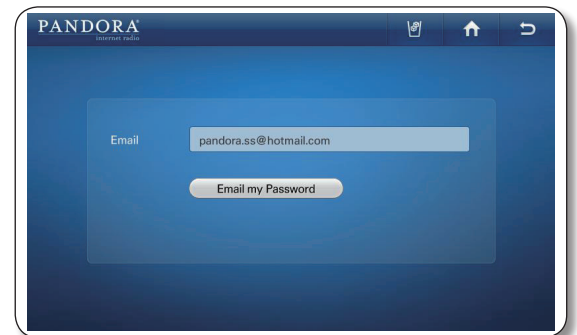 PANDORA®
internet radio
Email
pandora.ss@hotmail.com
Email my Password